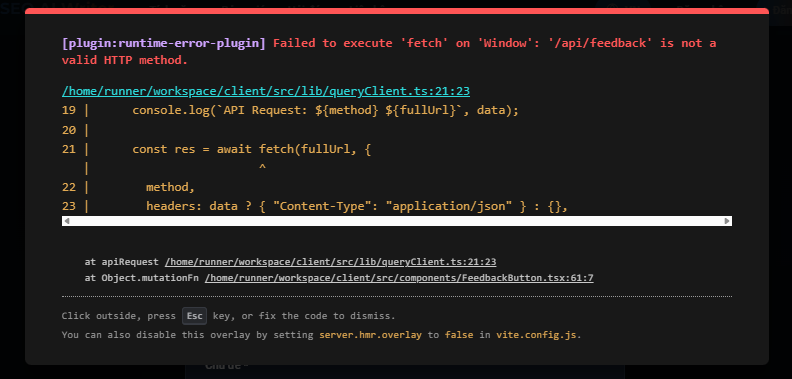 [plugin:runtime-error-plugin] Failed to execute 'fetch' on 'Window': '/api/feedback' is not a
valid HTTP method.
/home/runner/workspace/client/src/lib/queryClient.ts:21:23
19 |      console.log(`API Request: ${method} ${fullUrl}`, data);
20 |
21 |      const res = await fetch(fullUrl, {
   |                        ^
22 |        method,
23 |        headers: data ? { "Content-Type": "application/json" } : {},
at apiRequest /home/runner/workspace/client/src/lib/queryClient.ts:21:23
at Object.mutationFn /home/runner/workspace/client/src/components/FeedbackButton.tsx:61:7
Click outside, press Esc key, or fix the code to dismiss.
You can also disable this overlay by setting server.hmr.overlay to false in vite.config.js.